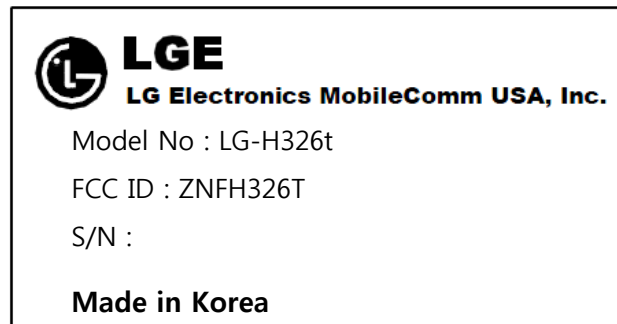 LGE
LG Electronics MobileComm USA, Inc.
Model No : LG-H326t
FCC ID : ZNFH326T
S/N :
Made in Korea